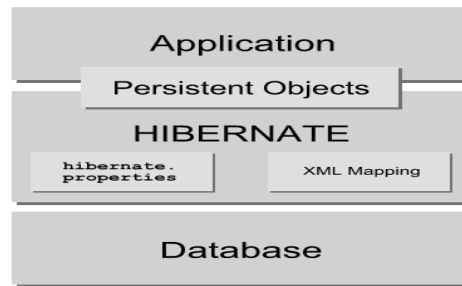 Application
Persistent Objects
HIBERNATE
hibernate.
properties
XML Mapping
Database